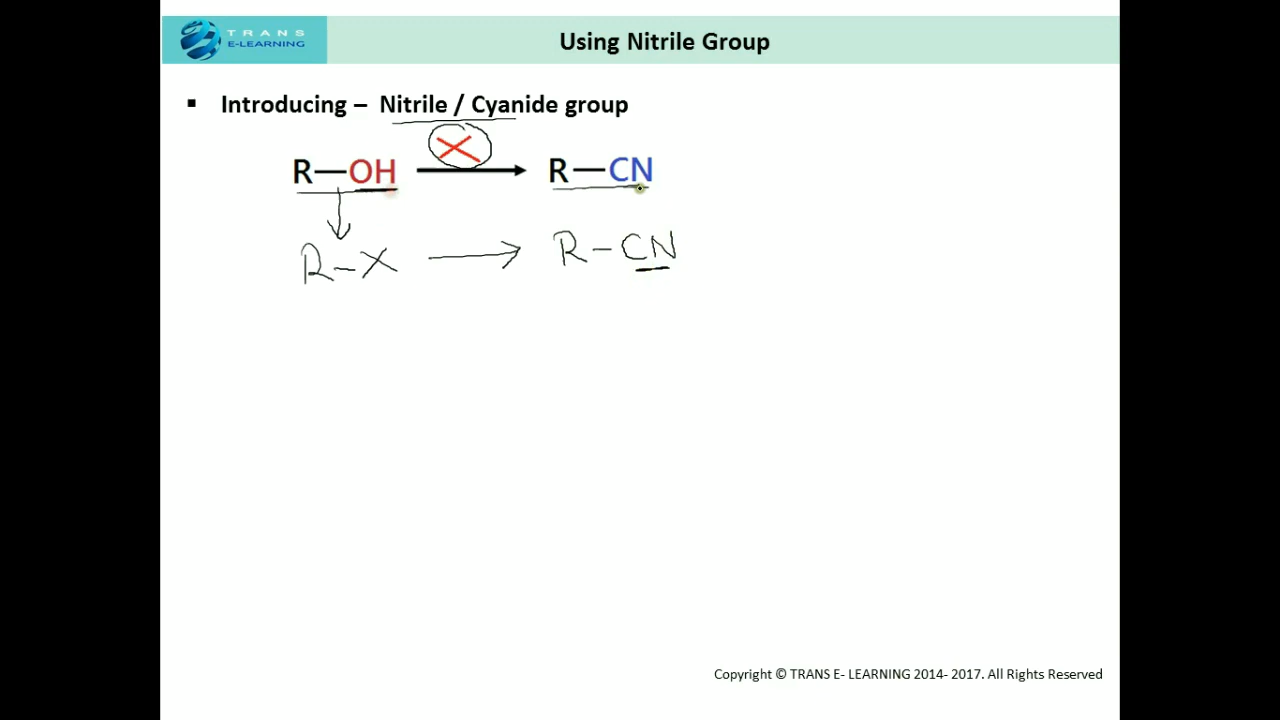 TRANS
E-LEARNING
Using Nitrile Group
▪ Introducing – Nitrile / Cyanide group
R—OH X R—CN
R-X → R-CN
Copyright © TRANS E- LEARNING 2014- 2017. All Rights Reserved